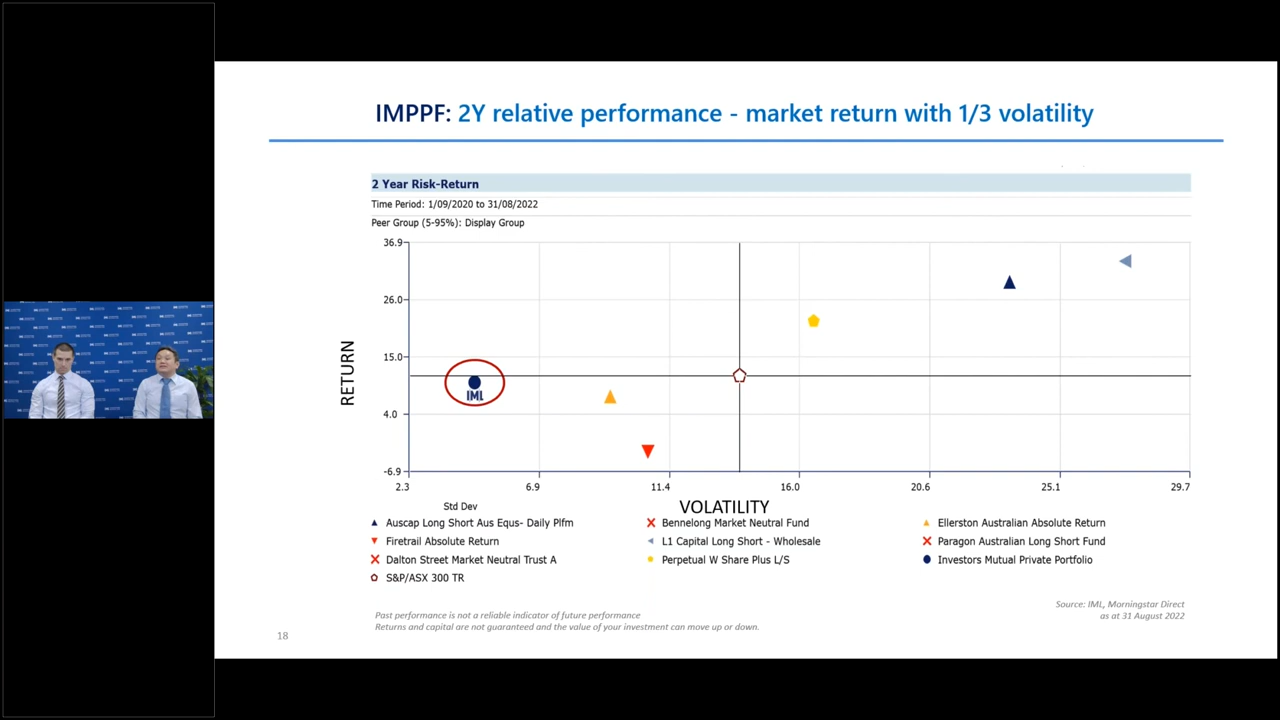 IMPPF: 2Y relative performance - market return with 1/3 volatility
2 Year Risk-Return
Time Period: 1/09/2020 to 31/08/2022
Peer Group (5-95%): Display Group
36.9
26.0
15.0
4.0
-6.9
RETURN
IML
2.3 6.9 11.4 16.0 20.6 25.1 29.7
Std Dev
VOLATILITY
Auscap Long Short Aus Equs- Daily Plfm
Bennelong Market Neutral Fund
Ellerston Australian Absolute Return
Firetrail Absolute Return
L1 Capital Long Short - Wholesale
Paragon Australian Long Short Fund
Dalton Street Market Neutral Trust A
Perpetual W Share Plus L/S
Investors Mutual Private Portfolio
S&P/ASX 300 TR
Past performance is not a reliable indicator of future performance
Returns and capital are not guaranteed and the value of your investment can move up or down.
Source: IML, Morningstar Direct
as at 31 August 2022
18